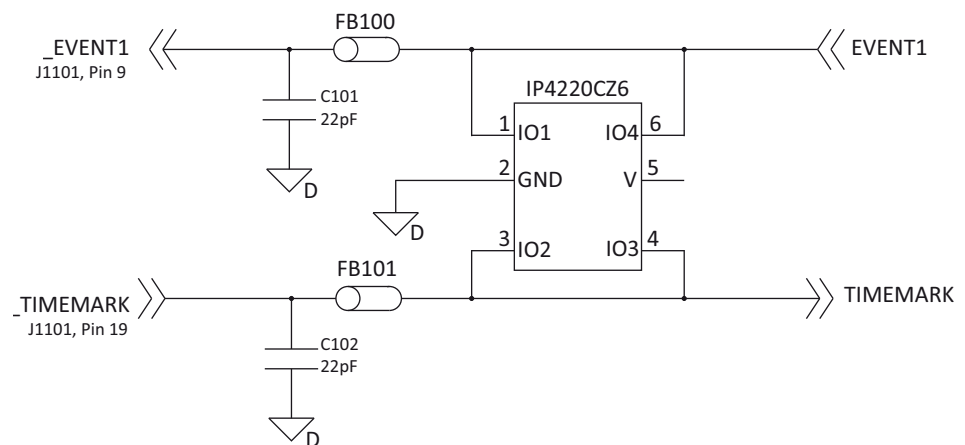 FB100
_EVENT1
J1101, Pin 9
EVENT1
C101
22pF
IP4220CZ6
1 IO1 IO4 6
2 GND V 5
D
D
3 IO2 IO3 4
FB101
_TIMEMARK
J1101, Pin 19
TIMEMARK
C102
22pF
D